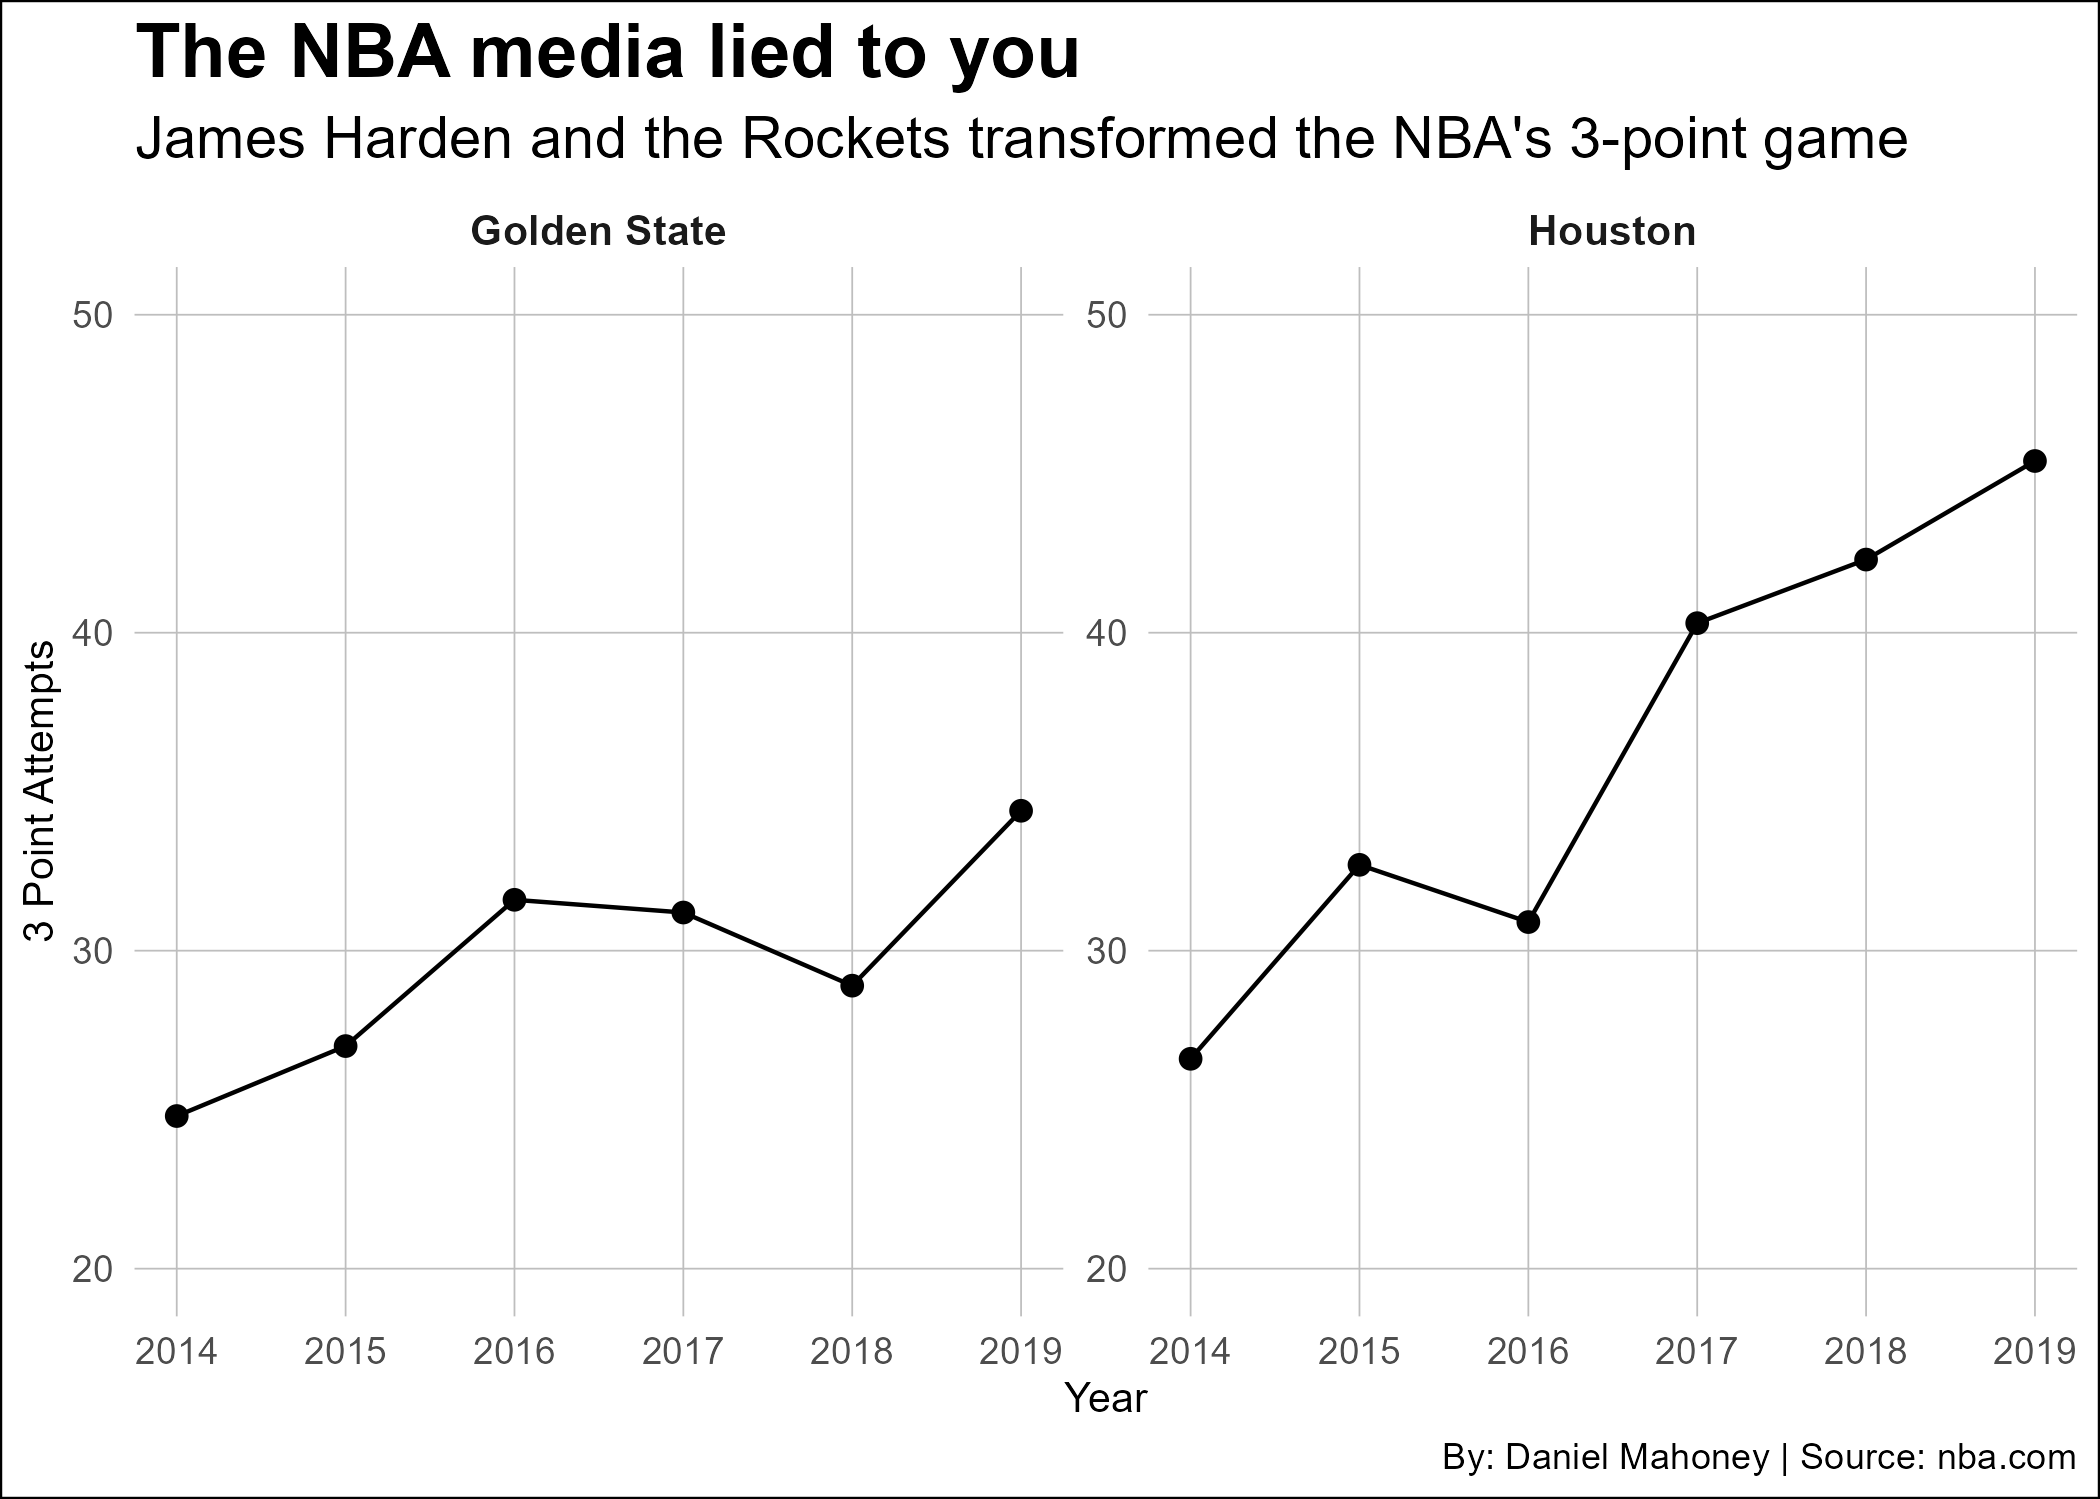 The NBA media lied to you
James Harden and the Rockets transformed the NBA's 3-point game
Golden State
Houston
3 Point Attempts
50
40
30
20
50
40
30
20
2014 2015 2016 2017 2018 2019
2014 2015 2016 2017 2018 2019
Year
By: Daniel Mahoney | Source: nba.com